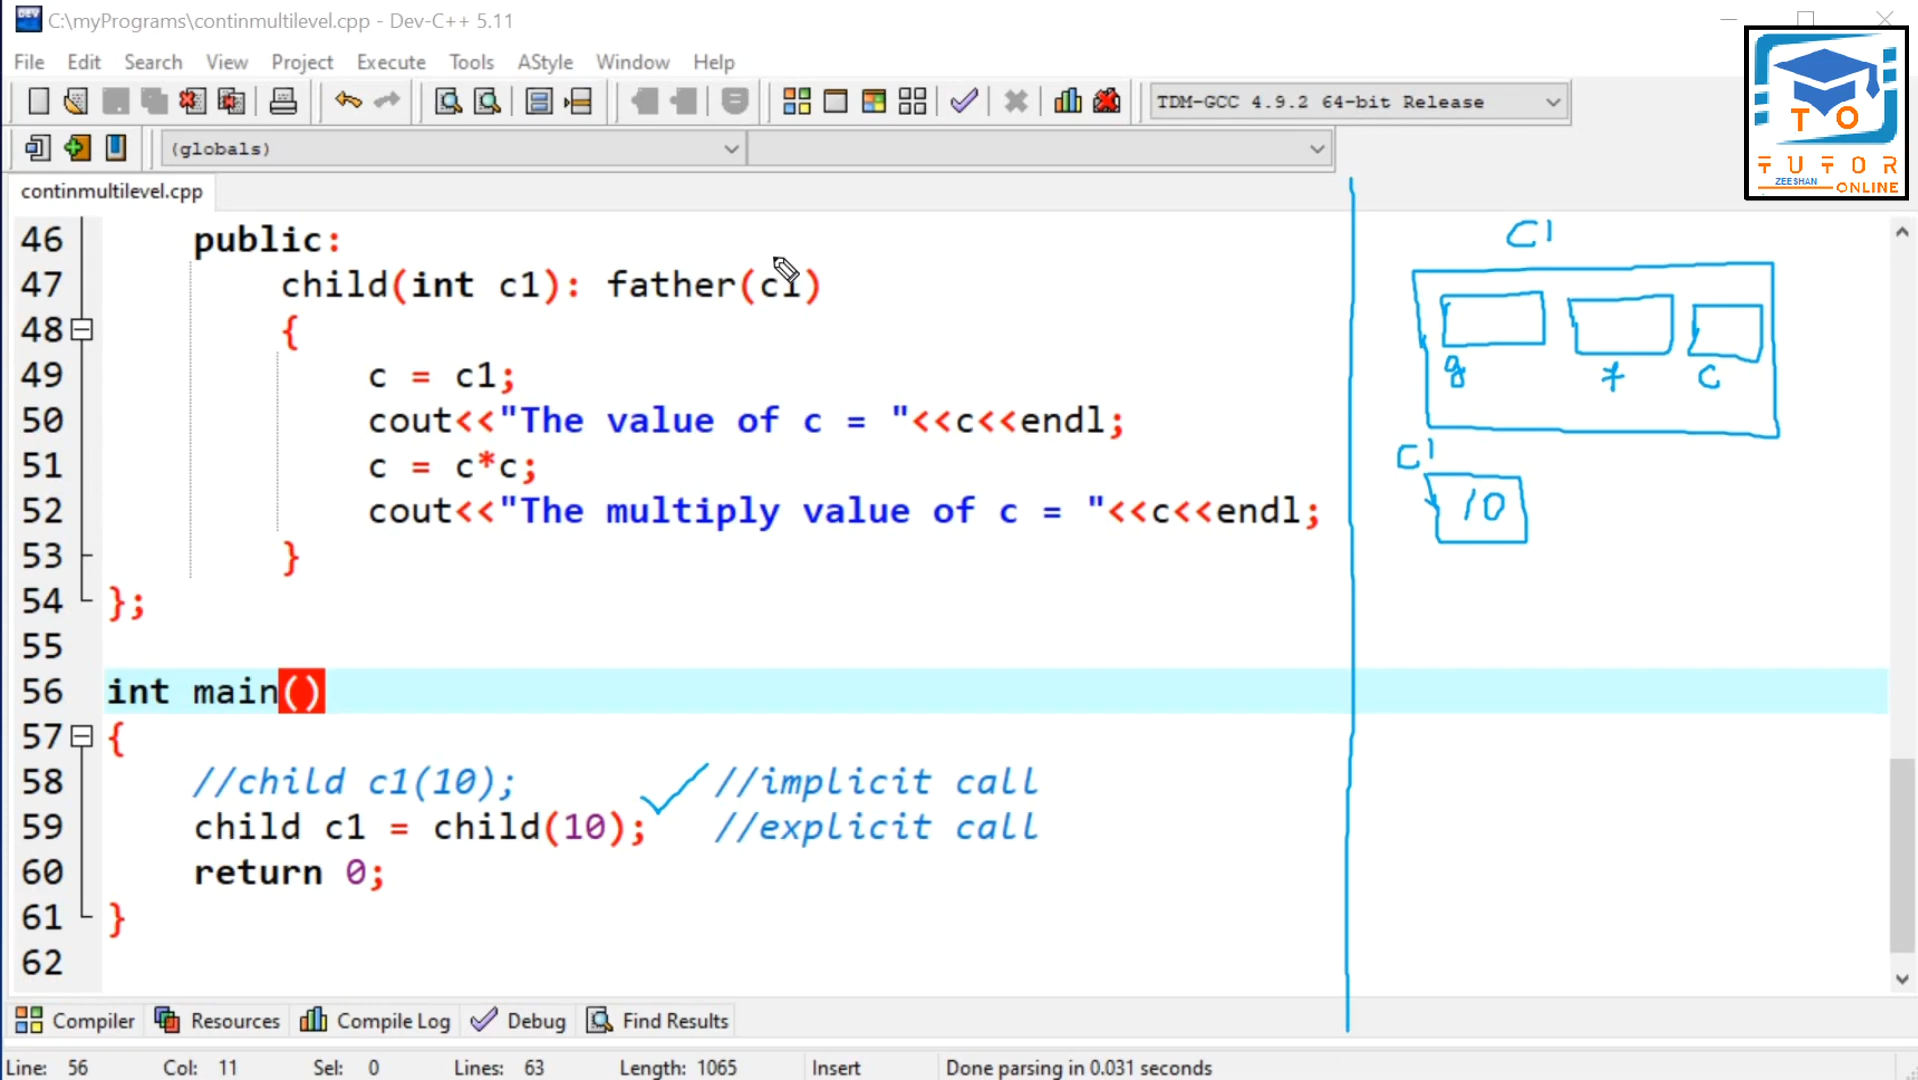 C:\myPrograms\continmultilevel.cpp - Dev-C++ 5.11
File Edit Search View Project Execute Tools AStyle Window Help
TDM-GCC 4.9.2 64-bit Release
(globals)
continmultilevel.cpp
TO
TUTOR
ZEESHAN ONLINE
46 public:
47 child(int c1): father(c1)
48 {
49 c = c1;
50 cout<<"The value of c = "<<c<<endl;
51 c = c*c;
52 cout<<"The multiply value of c = "<<c<<endl;
53 }
54 };
55
56 int main()
57 {
58 //child c1(10); //implicit call
59 child c1 = child(10); //explicit call
60 return 0;
61 }
62
C1
g f c
C1
10
Compiler Resources Compile Log Debug Find Results
Line: 56 Col: 11 Sel: 0 Lines: 63 Length: 1065 Insert Done parsing in 0.031 seconds